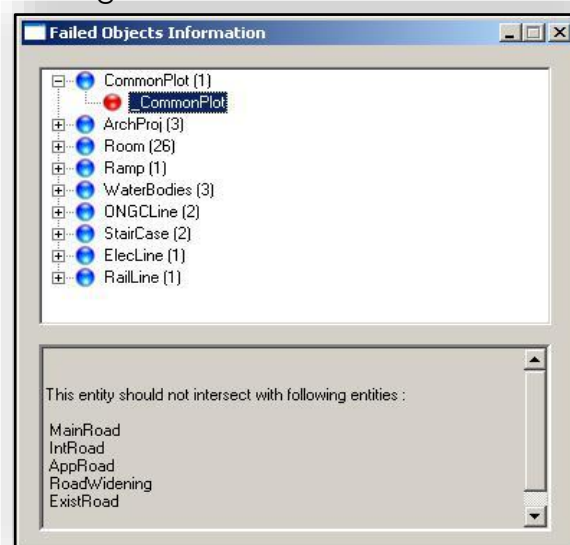 Failed Objects Information
CommonPlot (1)
_CommonPlot
ArchProj (3)
Room (26)
Ramp (1)
WaterBodies (3)
ONGCLine (2)
StairCase (2)
ElecLine (1)
RailLine (1)
This entity should not intersect with following entities :
MainRoad
IntRoad
AppRoad
RoadWidening
ExistRoad